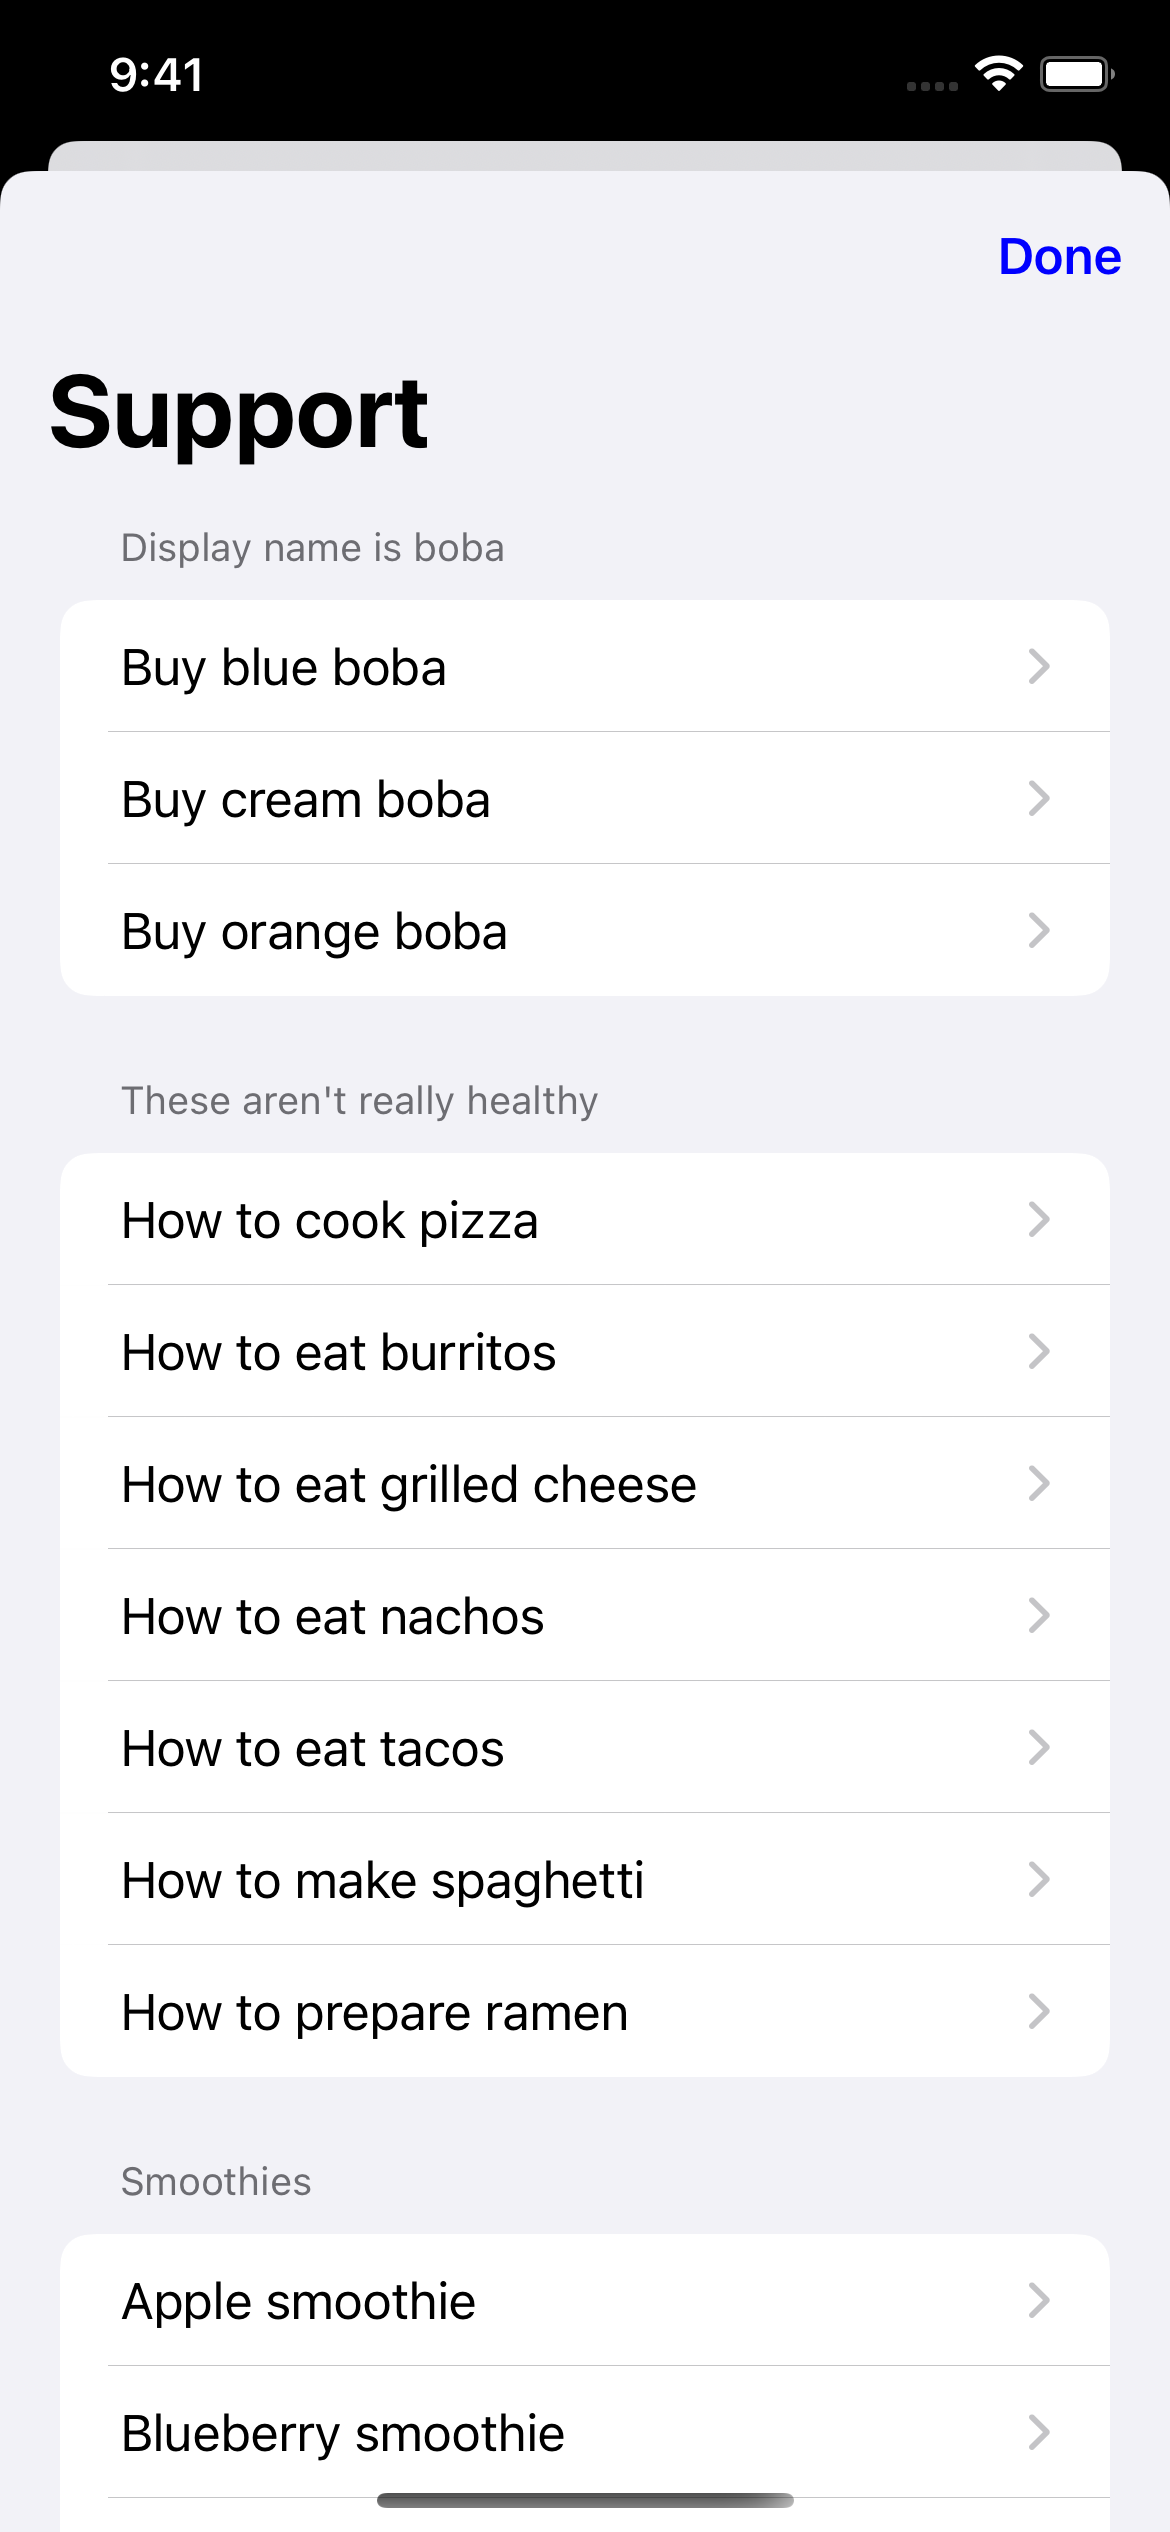 9:41
Done
Support
Display name is boba
Buy blue boba
Buy cream boba
Buy orange boba
These aren't really healthy
How to cook pizza
How to eat burritos
How to eat grilled cheese
How to eat nachos
How to eat tacos
How to make spaghetti
How to prepare ramen
Smoothies
Apple smoothie
Blueberry smoothie